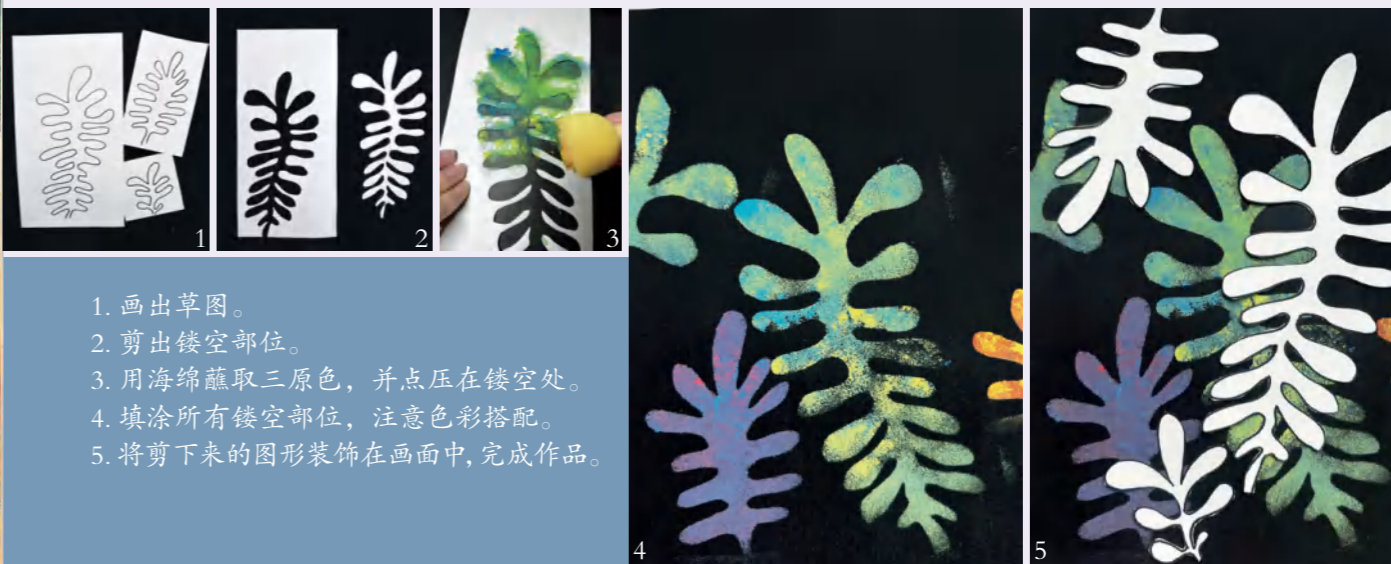 1
2
3
1. 画出草图。
2. 剪出镂空部位。
3. 用海绵蘸取三原色，并点压在镂空处。
4. 填涂所有镂空部位，注意色彩搭配。
5. 将剪下来的图形装饰在画面中,完成作品。
4
5